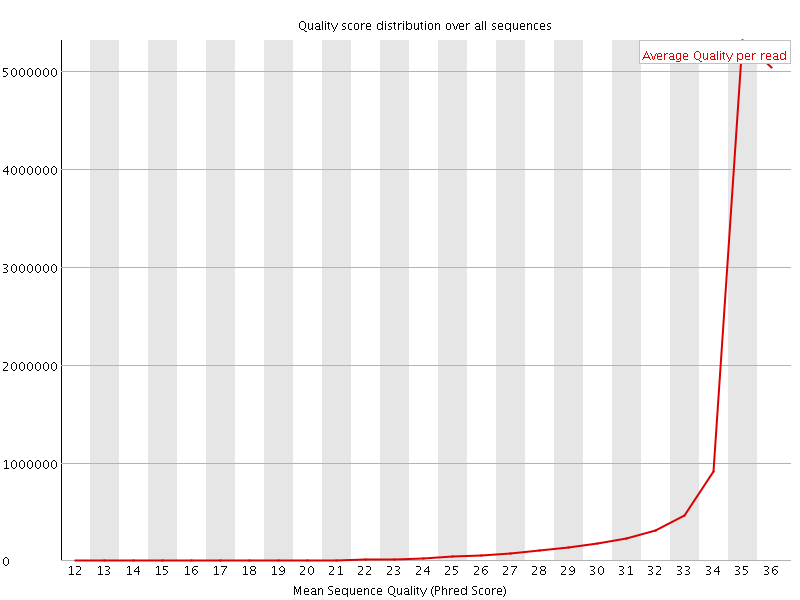 Quality score distribution over all sequences
Average Quality per read
5000000
4000000
3000000
2000000
1000000
0
12 13 14 15 16 17 18 19 20 21 22 23 24 25 26 27 28 29 30 31 32 33 34 35 36
Mean Sequence Quality (Phred Score)